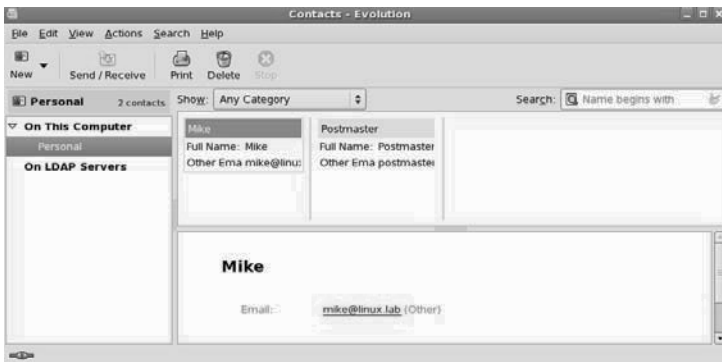 Contacts - Evolution
File Edit View Actions Search Help
New Send / Receive Print Delete Stop
Personal 2 contacts Show: Any Category Search: Name begins with
On This Computer
Personal
On LDAP Servers
Mike
Full Name: Mike
Other Ema mike@linu:
Postmaster
Full Name: Postmaster
Other Ema postmaster
Mike
Email: mike@linux.lab (Other)